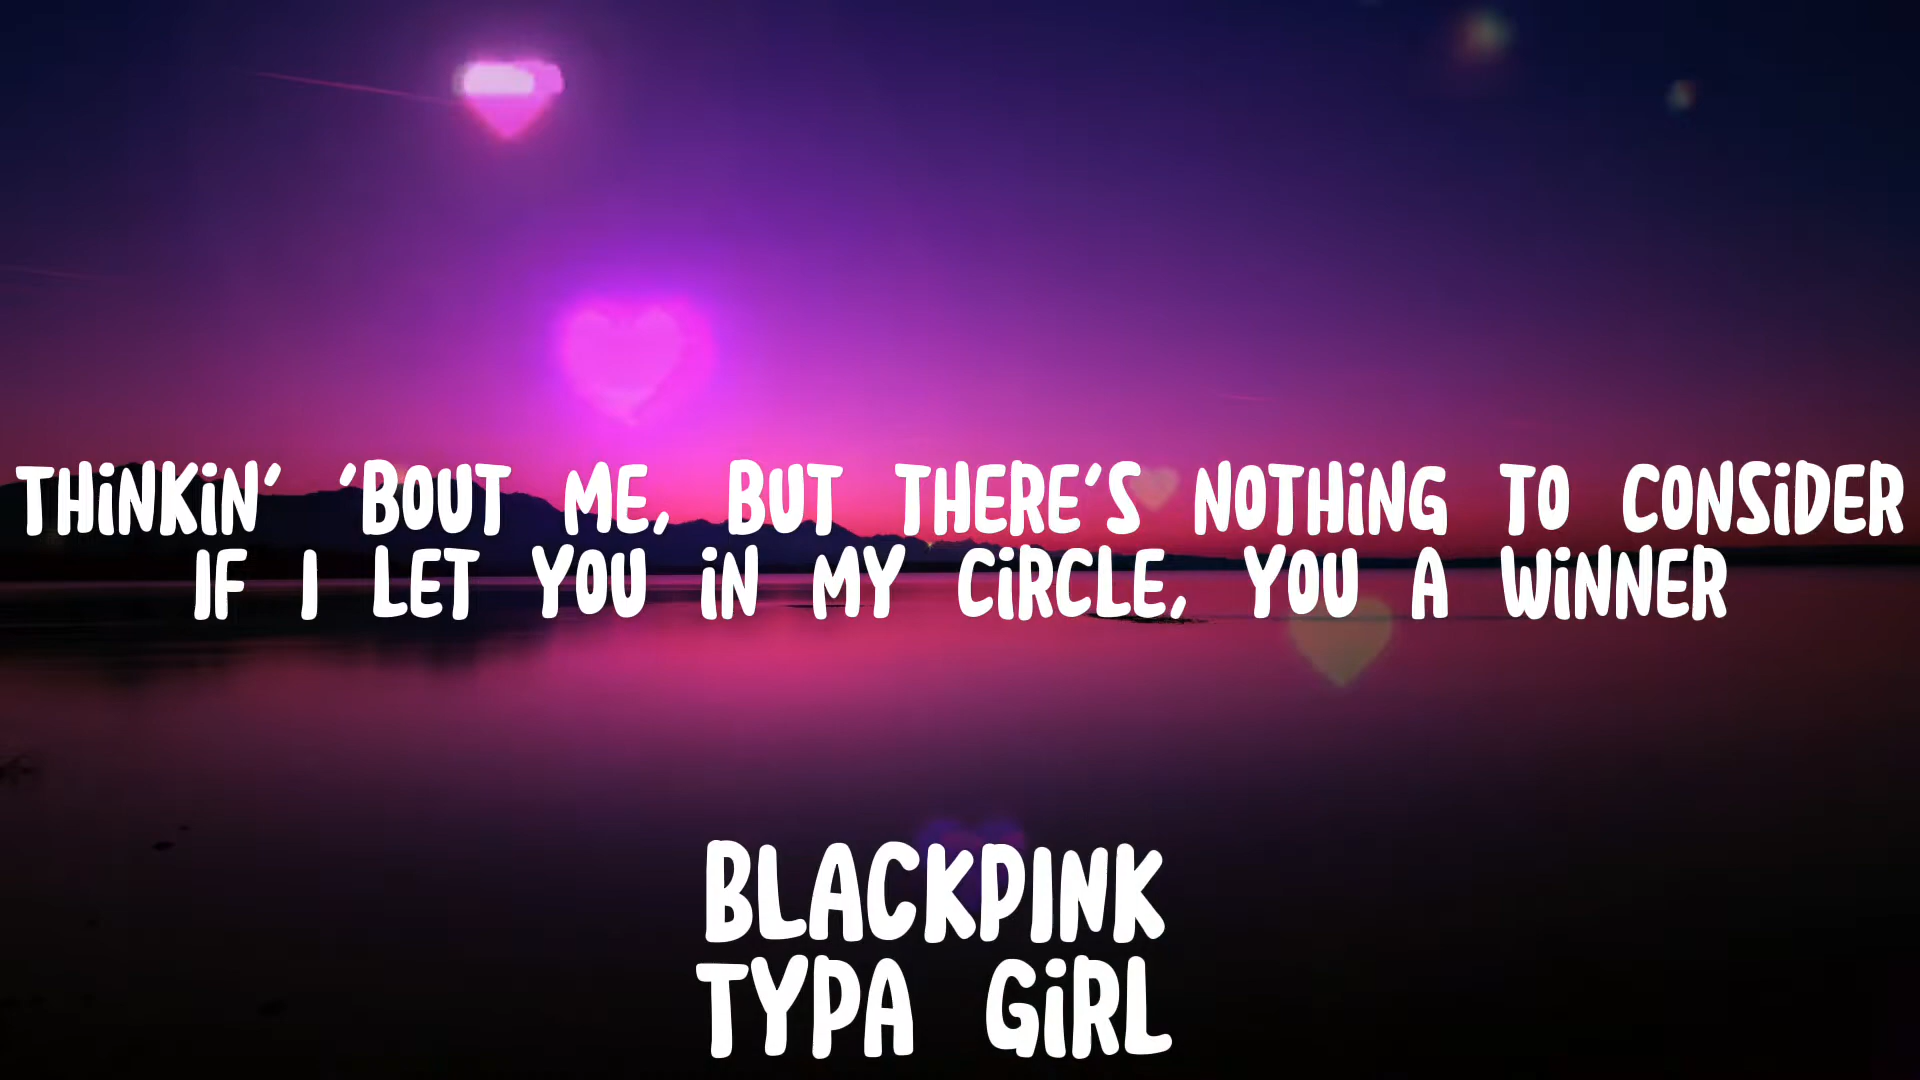 THiNKiN' 'BOUT ME, BUT THERE'S NOTHiNG TO CONSiDER
IF I LET YOU iN MY CiRCLE, YOU A WiNNER
BLACKPINK
TYPA GiRL